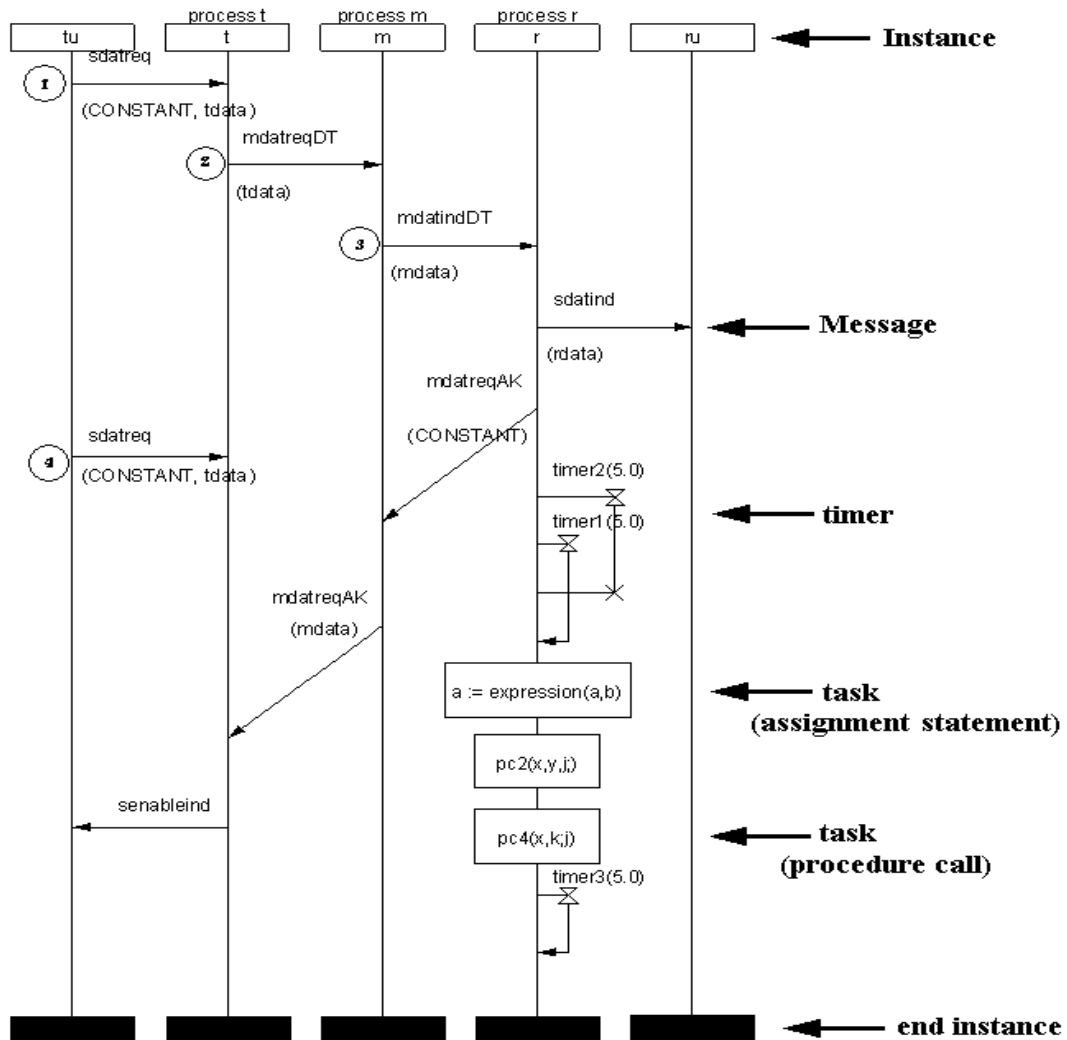 process t
process m
process r
tu
t
m
r
ru
Instance
sdatreq
1
(CONSTANT, tdata)
mdatreqDT
2
(tdata)
mdatindDT
3
(mdata)
sdatind
Message
(rdata)
mdatreqAK
sdatreq
(CONSTANT)
4
(CONSTANT, tdata)
timer2(5.0)
timer
timer1(5.0)
mdatreqAK
(mdata)
a := expression(a,b)
task
(assignment statement)
pc2(x,y,j;)
senableind
pc4(x,k;j)
task
(procedure call)
timer3(5.0)
end instance